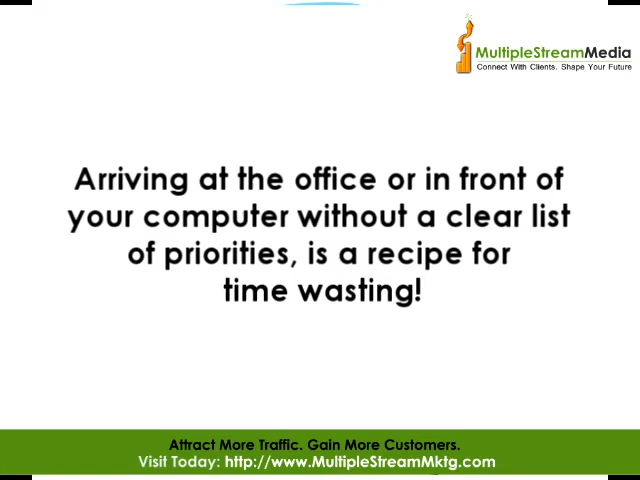 MultipleStreamMedia
Connect With Clients. Shape Your Future
Arriving at the office or in front of
your computer without a clear list
of priorities, is a recipe for
time wasting!
Attract More Traffic. Gain More Customers.
Visit Today: http://www.MultipleStreamMktg.com